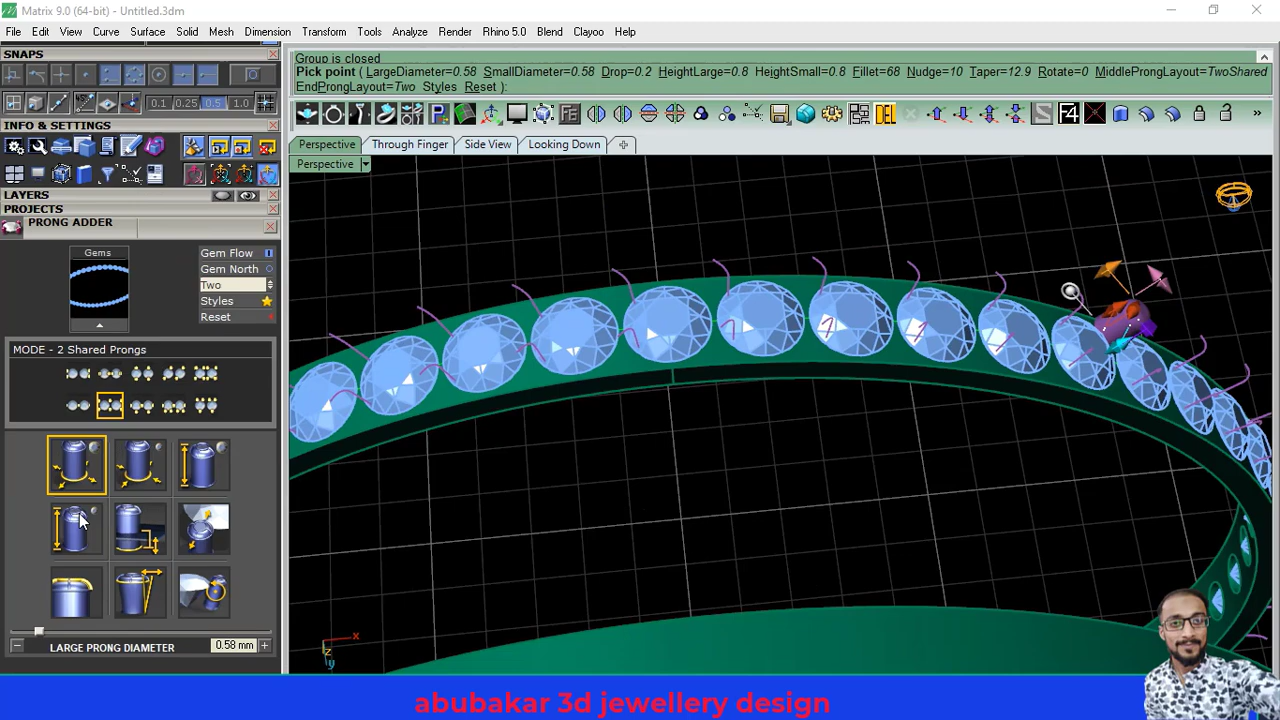 Matrix 9.0 (64-bit) - Untitled.3dm
File Edit View Curve Surface Solid Mesh Dimension Transform Tools Analyze Render Rhino 5.0 Blend Clayoo Help
SNAPS
Group is closed
Pick point ( LargeDiameter=0.58 SmallDiameter=0.58 Drop=0.2 HeightLarge=0.8 HeightSmall=0.8 Fillet=68 Nudge=10 Taper=12.9 Rotate=0 MiddleProngLayout=TwoShared
EndProngLayout=Two Styles Reset ):
0.1 0.25 0.5 1.0
INFO & SETTINGS
Perspective Through Finger Side View Looking Down
Perspective
LAYERS
PROJECTS
PRONG ADDER
Gems
Gem Flow
Gem North
Two
Styles
Reset
MODE - 2 Shared Prongs
LARGE PRONG DIAMETER 0.58 mm
x
z
y
abubakar 3d jewellery design